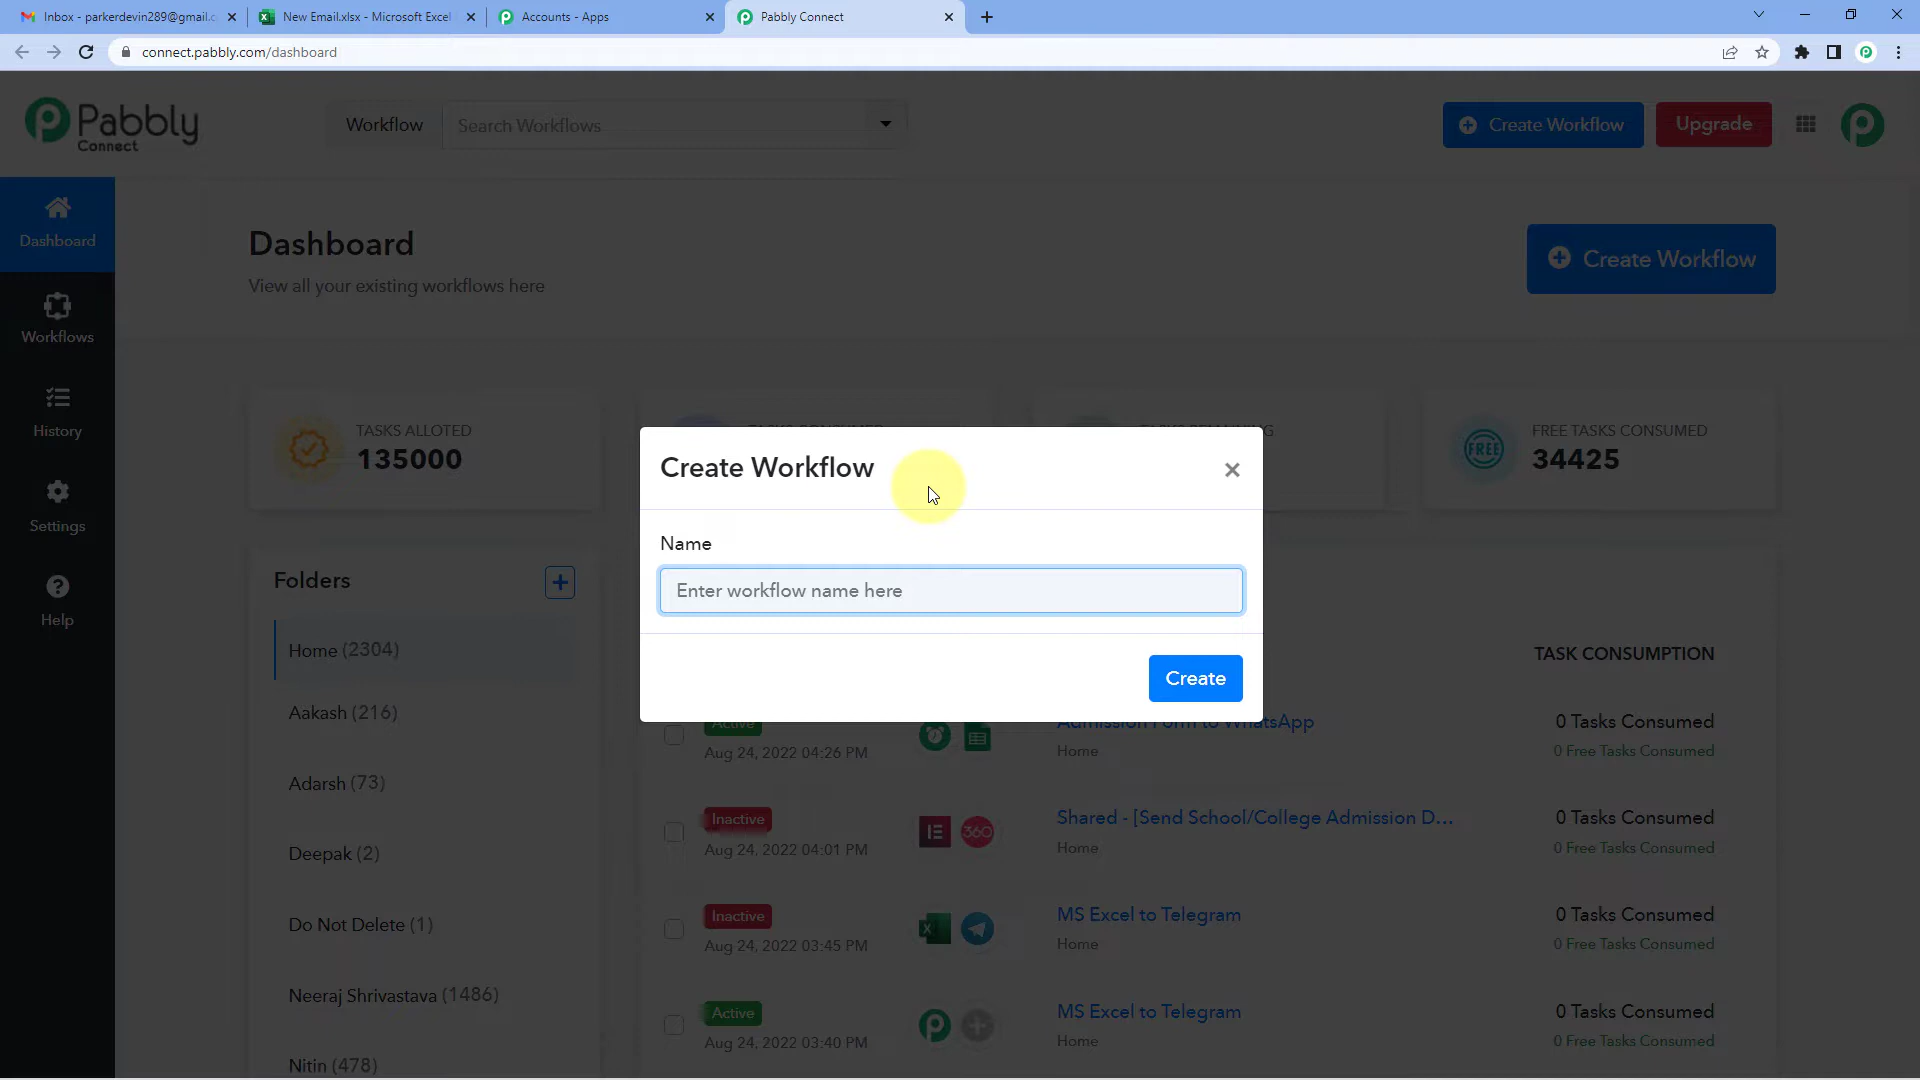 Inbox - parkerdevin289@gmail.c
New Email.xlsx - Microsoft Excel
Accounts - Apps
Pabbly Connect
connect.pabbly.com/dashboard
Pabbly
Connect
Workflow
Search Workflows
Create Workflow
Upgrade
Dashboard
Workflows
History
Settings
Help
Dashboard
View all your existing workflows here
Create Workflow
TASKS ALLOTED
135000
FREE TASKS CONSUMED
34425
FREE
Create Workflow
×
Name
Enter workflow name here
Create
Folders
Home (2304)
Aakash (216)
Adarsh (73)
Deepak (2)
Do Not Delete (1)
Neeraj Shrivastava (1486)
Nitin (478)
TASK CONSUMPTION
Active
Aug 24, 2022 04:26 PM
Admission Form to WhatsApp
Home
0 Tasks Consumed
0 Free Tasks Consumed
Inactive
Aug 24, 2022 04:01 PM
360
Shared - [Send School/College Admission D...
Home
0 Tasks Consumed
0 Free Tasks Consumed
Inactive
Aug 24, 2022 03:45 PM
MS Excel to Telegram
Home
0 Tasks Consumed
0 Free Tasks Consumed
Active
Aug 24, 2022 03:40 PM
MS Excel to Telegram
Home
0 Tasks Consumed
0 Free Tasks Consumed